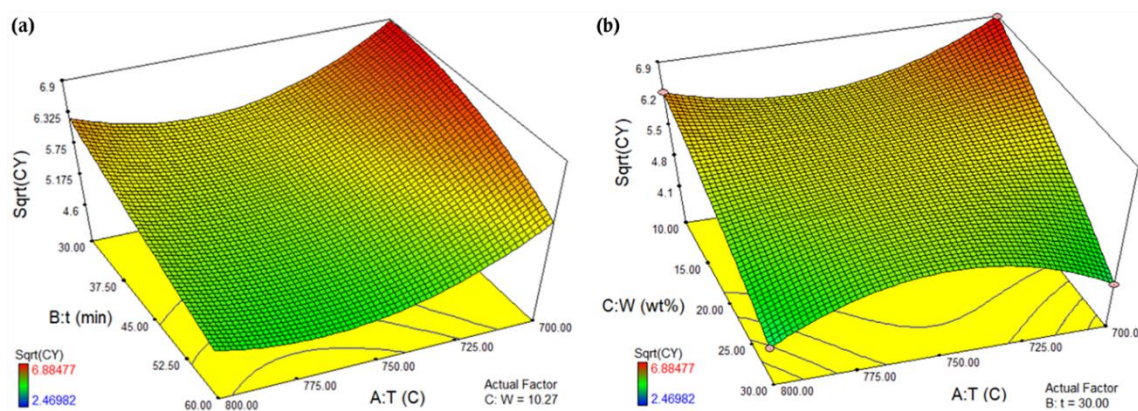 (a)
6.9
6.325
5.75
5.175
4.6
Sqrt(CY)
30.00
37.50
45.00
52.50
60.00
B:t (min)
800.00
775.00
750.00
725.00
700.00
A:T (C)
Sqrt(CY)
6.88477
2.46982
Actual Factor
C: W = 10.27
(b)
6.9
6.2
5.5
4.8
4.1
Sqrt(CY)
10.00
15.00
20.00
25.00
30.00
C:W (wt%)
800.00
775.00
750.00
725.00
700.0
A:T (C)
Sqrt(CY)
6.88477
2.46982
Actual Factor
B: t = 30.00